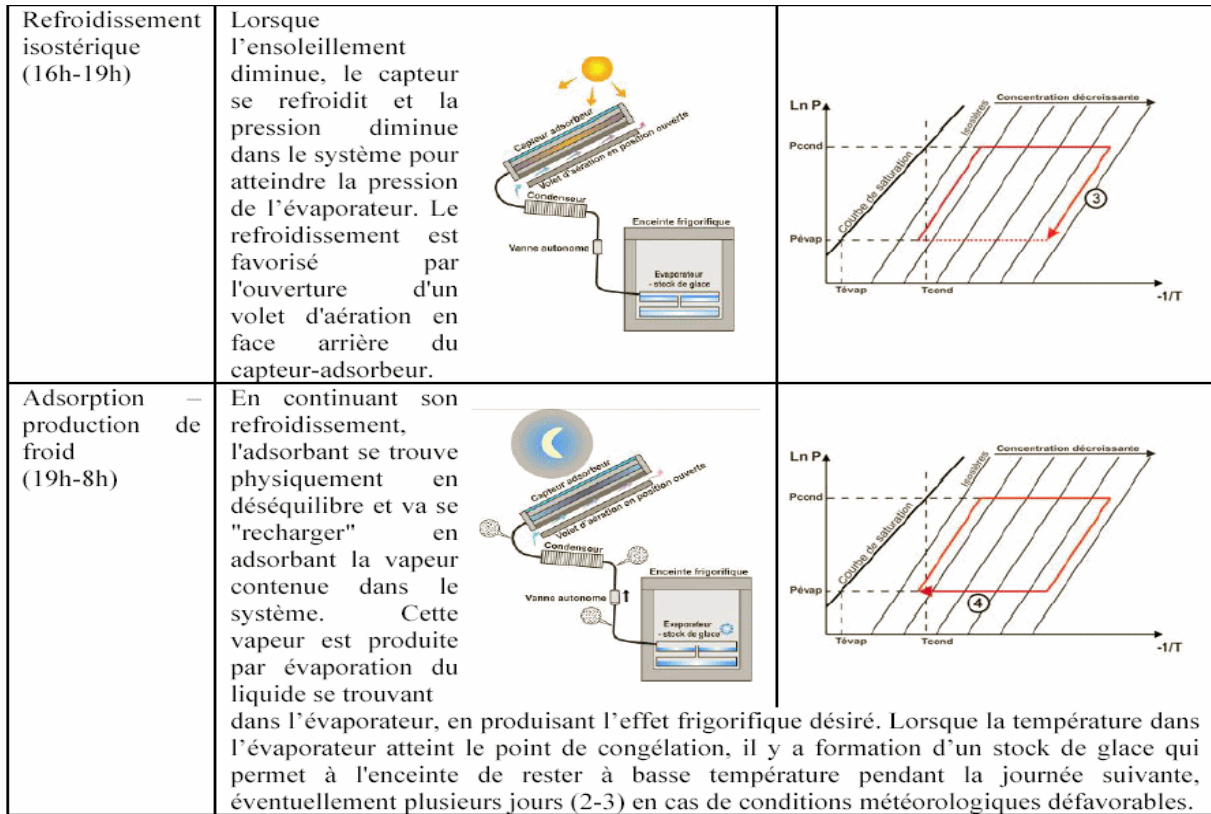 Refroidissement
isostérique
(16h-19h)
Lorsque
l'ensoleillement
diminue, le capteur
se refroidit et la
pression diminue
dans le système pour
atteindre la pression
de l'évaporateur. Le
refroidissement est
favorisé par
l'ouverture d'un
volet d'aération en
face arrière du
capteur-adsorbeur.
Capteur adsorbeur
Volet d'aération en position ouverte
Condenseur
Vanne autonome
Enceinte frigorifique
Evaporateur
- stock de glace
Ln P
Concentration décroissante
Isostères
Pcond
Courbe de saturation
3
Pévap
Tévap
Tcond
-1/T
Adsorption –
production de
froid
(19h-8h)
En continuant son
refroidissement,
l'adsorbant se trouve
physiquement en
déséquilibre et va se
"recharger" en
adsorbant la vapeur
contenue dans le
système. Cette
vapeur est produite
par évaporation du
liquide se trouvant
dans l'évaporateur, en produisant l'effet frigorifique désiré. Lorsque la température dans
l'évaporateur atteint le point de congélation, il y a formation d'un stock de glace qui
permet à l'enceinte de rester à basse température pendant la journée suivante,
éventuellement plusieurs jours (2-3) en cas de conditions météorologiques défavorables.
Capteur adsorbeur
Volet d'aération en position ouverte
Condenseur
Vanne autonome
Enceinte frigorifique
Evaporateur
- stock de glace
Ln P
Concentration décroissante
Isostères
Pcond
Courbe de saturation
Pévap
4
Tévap
Tcond
-1/T